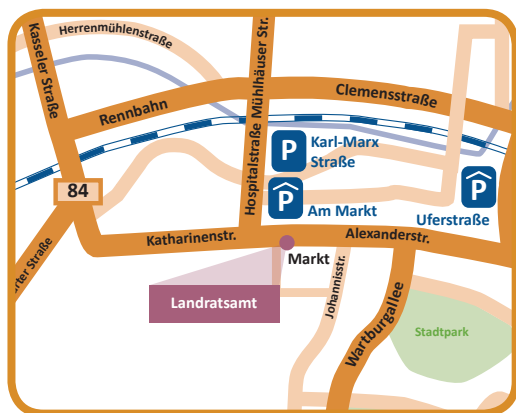 Herrenmühlenstraße
Kasseler Straße
Mühlhäuser Str.
Rennbahn
Clemensstraße
Hospitalstraße
P
Karl-Marx
Straße
P
Am Markt
P
Uferstraße
84
Katharinenstr.
Alexanderstr.
Markt
rter Straße
Landratsamt
Johannisstr.
Wartburgallee
Stadtpark